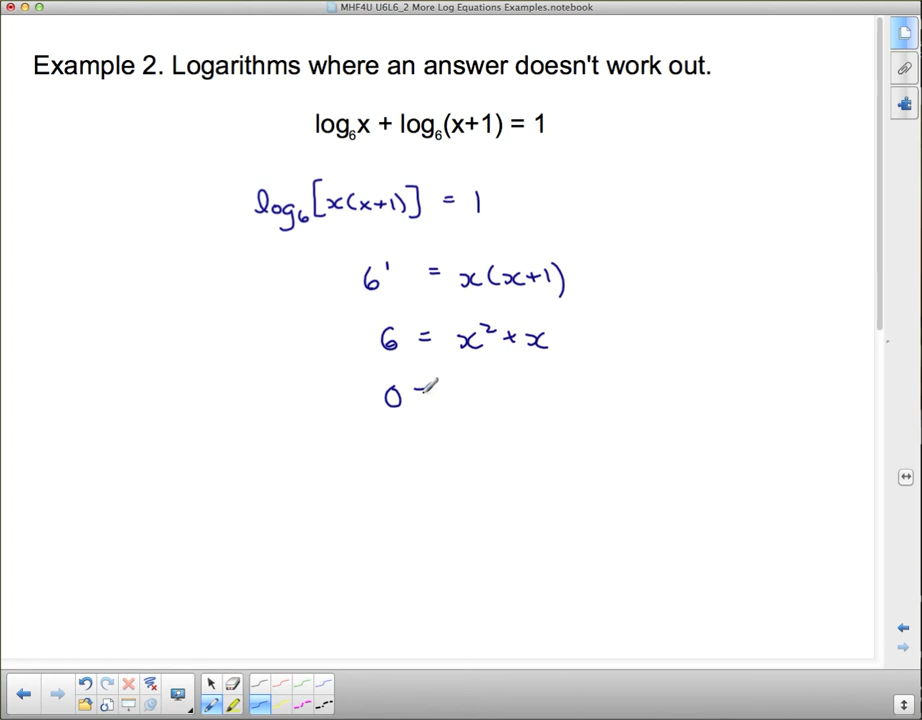 MHF4U U6L6_2 More Log Equations Examples.notebook
Example 2. Logarithms where an answer doesn't work out.
log₆x + log₆(x+1) = 1
log₆[x(x+1)] = 1
6¹ = x(x+1)
6 = x² + x
0 =